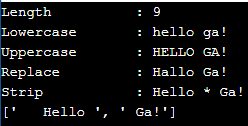 Length : 9
Lowercase : hello ga!
Uppercase : HELLO GA!
Replace : Hallo Ga!
Strip : Hello * Ga!
['   Hello ', ' Ga!']